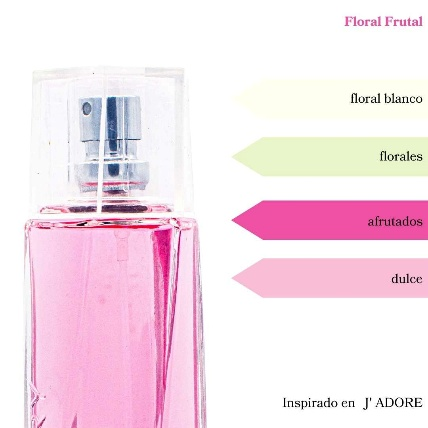 Floral Frutal
floral blanco
florales
afrutados
dulce
Inspirado en J' ADORE